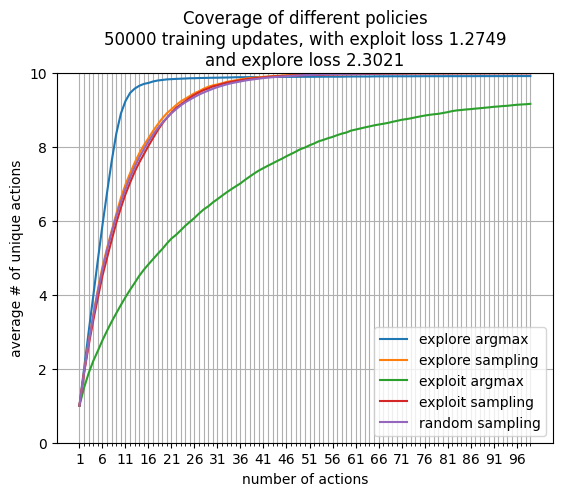 Coverage of different policies
50000 training updates, with exploit loss 1.2749
and explore loss 2.3021
10
8
6
4
2
0
average # of unique actions
explore argmax
explore sampling
exploit argmax
exploit sampling
random sampling
1 6 11 16 21 26 31 36 41 46 51 56 61 66 71 76 81 86 91 96
number of actions